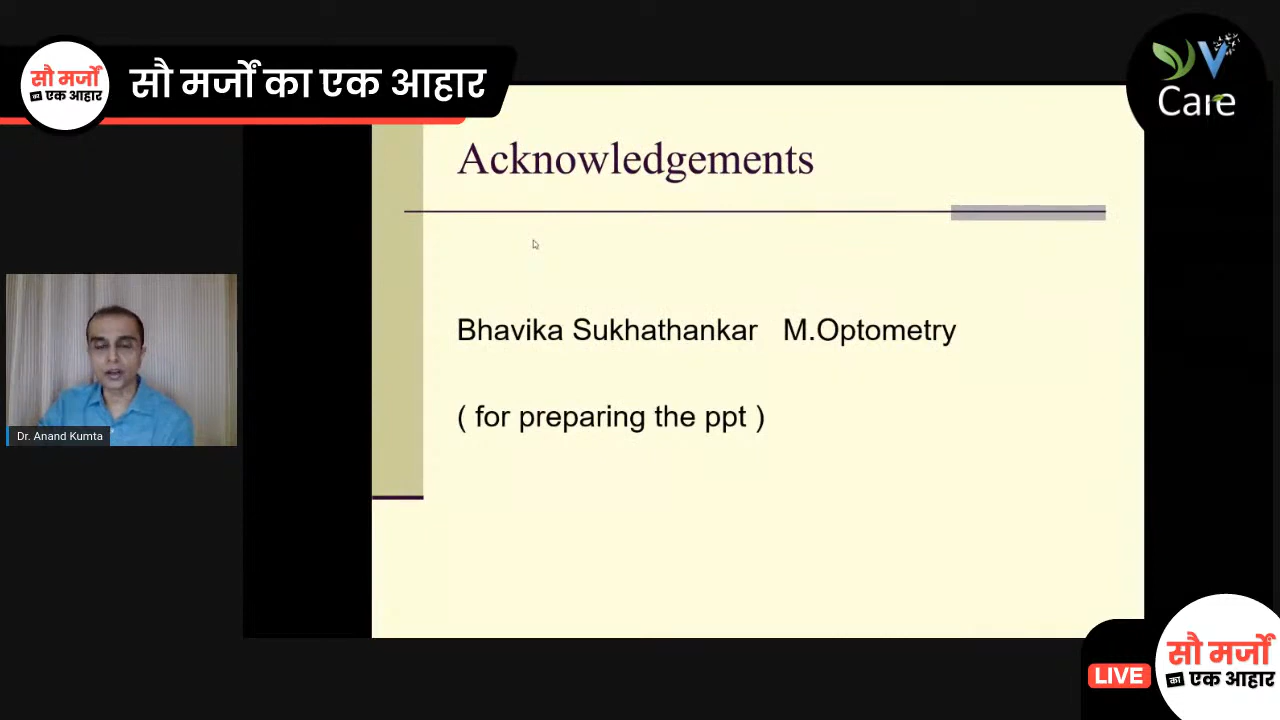 सौ मर्जों
का एक आहार
सौ मर्जों का एक आहार
V
Care
Acknowledgements
Bhavika Sukhathankar M.Optometry
( for preparing the ppt )
Dr. Anand Kumta
LIVE
सौ मर्जों
का एक आहार